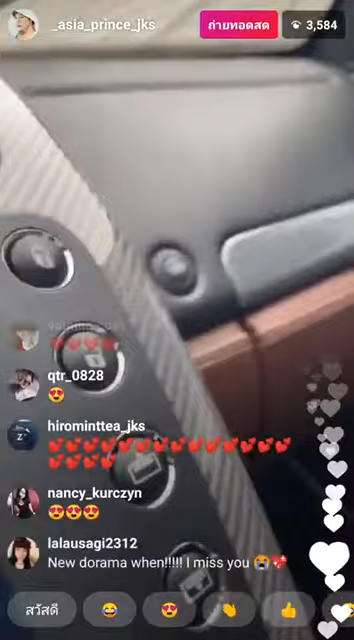 _asia_prince_jks
ถ่ายทอดสด
3,584
qtr_0828
😍
hirominttea_jks
💕💕💕💕💕💕💕💕💕💕💕💕💕
💕💕💕💕
nancy_kurczyn
😍😍😍
lalausagi2312
New dorama when!!!!! I miss you 😭💖
สวัสดี 😂 😍 👏 👍